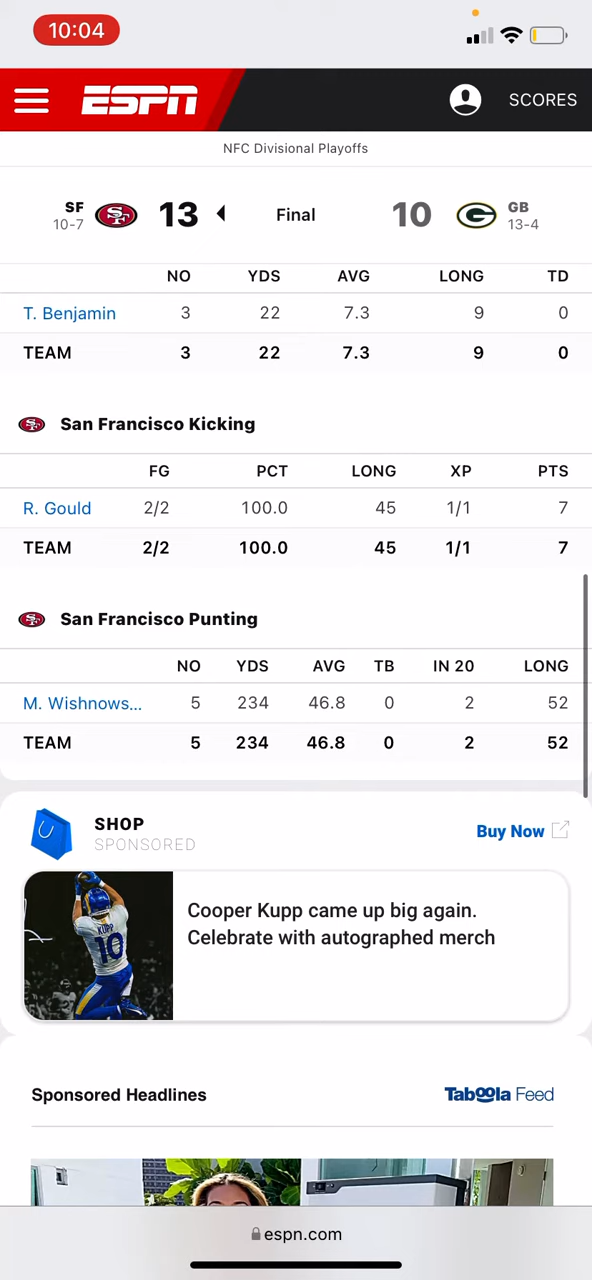 10:04
ESPN
SCORES
NFC Divisional Playoffs
SF 13 Final 10 GB
10-7 13-4
NO YDS AVG LONG TD
T. Benjamin 3 22 7.3 9 0
TEAM 3 22 7.3 9 0
San Francisco Kicking
FG PCT LONG XP PTS
R. Gould 2/2 100.0 45 1/1 7
TEAM 2/2 100.0 45 1/1 7
San Francisco Punting
NO YDS AVG TB IN 20 LONG
M. Wishnows... 5 234 46.8 0 2 52
TEAM 5 234 46.8 0 2 52
SHOP
SPONSORED
Buy Now
KUPP
10
Cooper Kupp came up big again.
Celebrate with autographed merch
Sponsored Headlines
Taboola Feed
espn.com